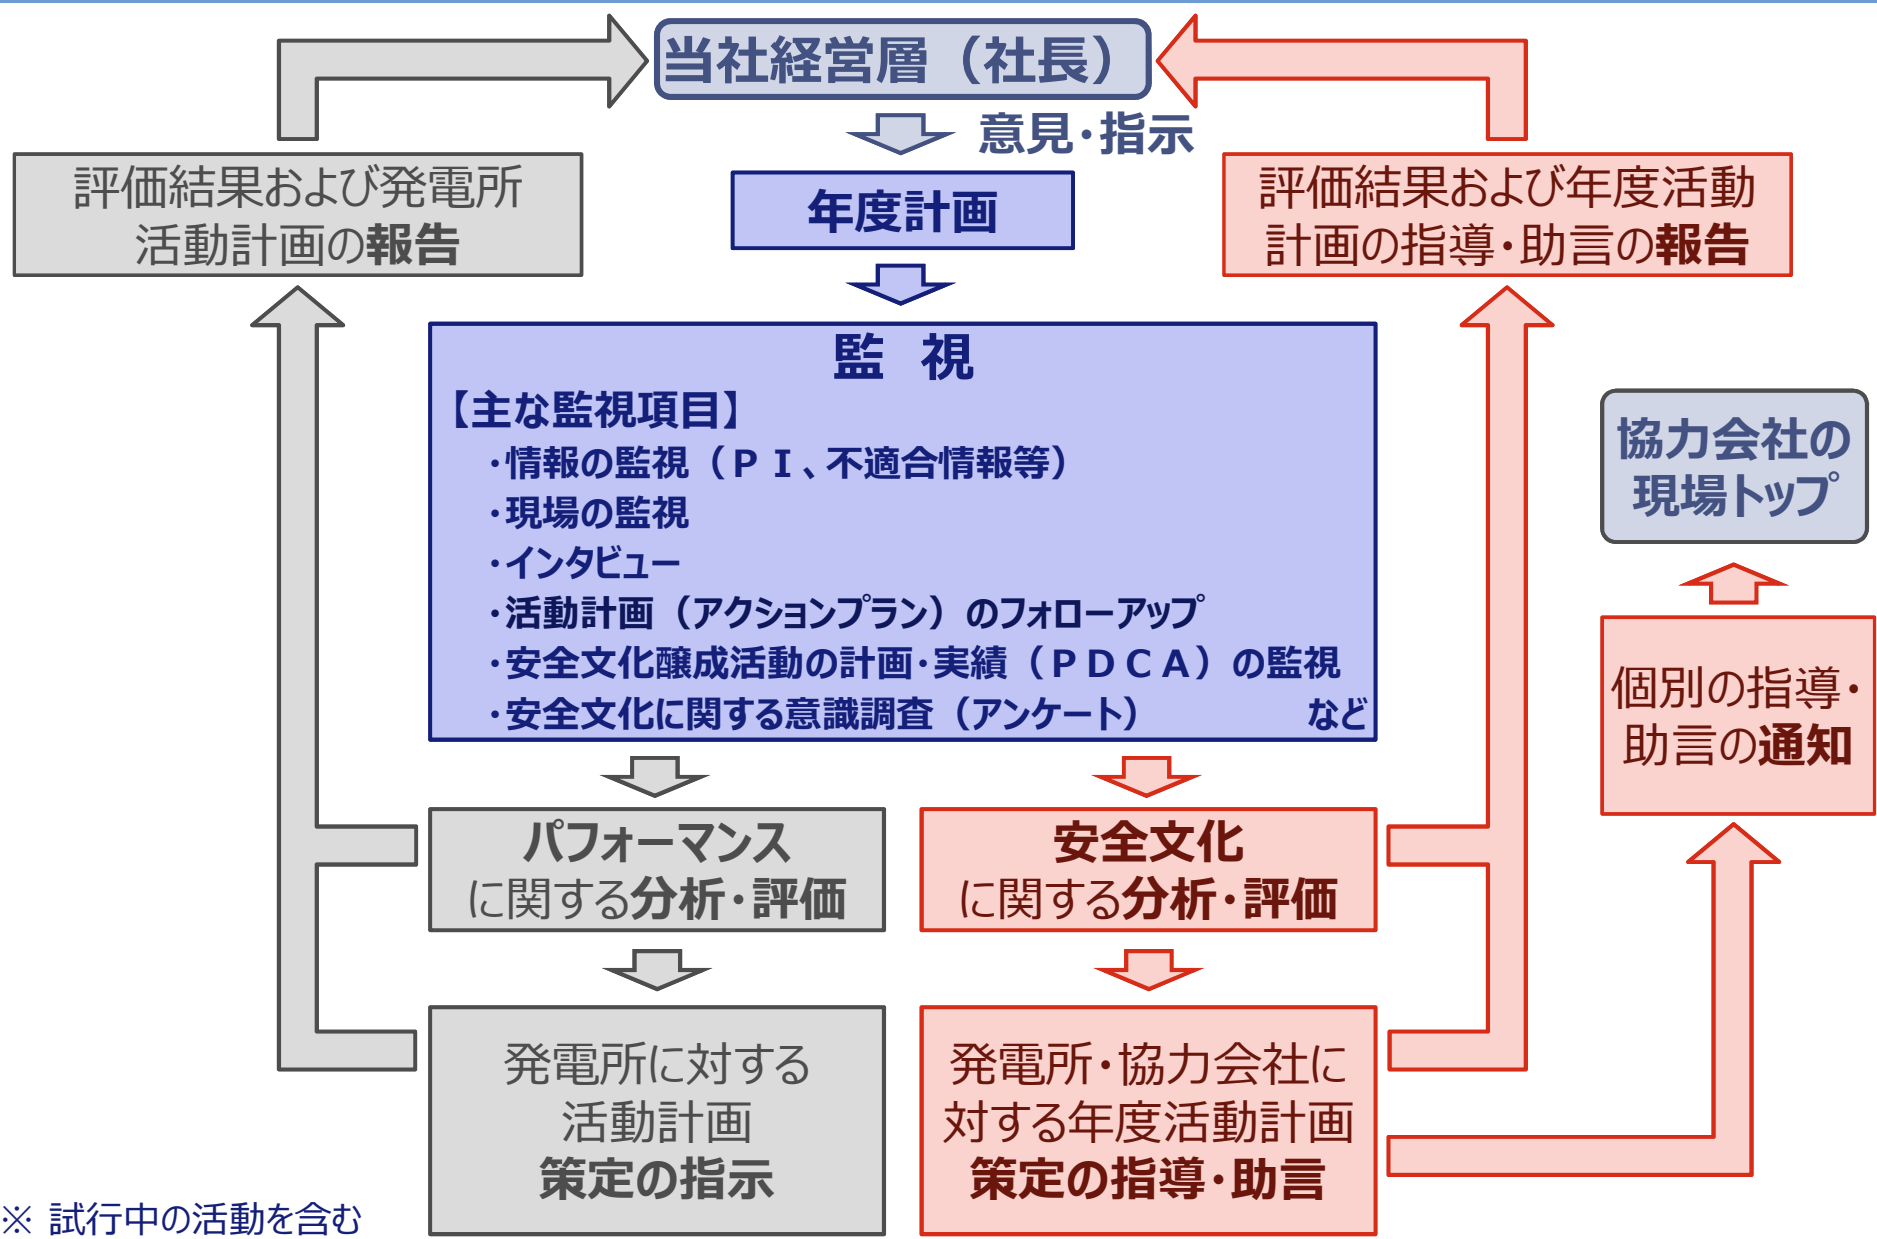 当社経営層（社長）
意見・指示
評価結果および発電所
活動計画の報告
年度計画
評価結果および年度活動
計画の指導・助言の報告
監　視
【主な監視項目】
・情報の監視（ＰＩ、不適合情報等）
・現場の監視
・インタビュー
・活動計画（アクションプラン）のフォローアップ
・安全文化醸成活動の計画・実績（ＰＤＣＡ）の監視
・安全文化に関する意識調査（アンケート）　　　　など
協力会社の
現場トップ
個別の指導・
助言の通知
パフォーマンス
に関する分析・評価
安全文化
に関する分析・評価
発電所に対する
活動計画
策定の指示
発電所・協力会社に
対する年度活動計画
策定の指導・助言
※ 試行中の活動を含む